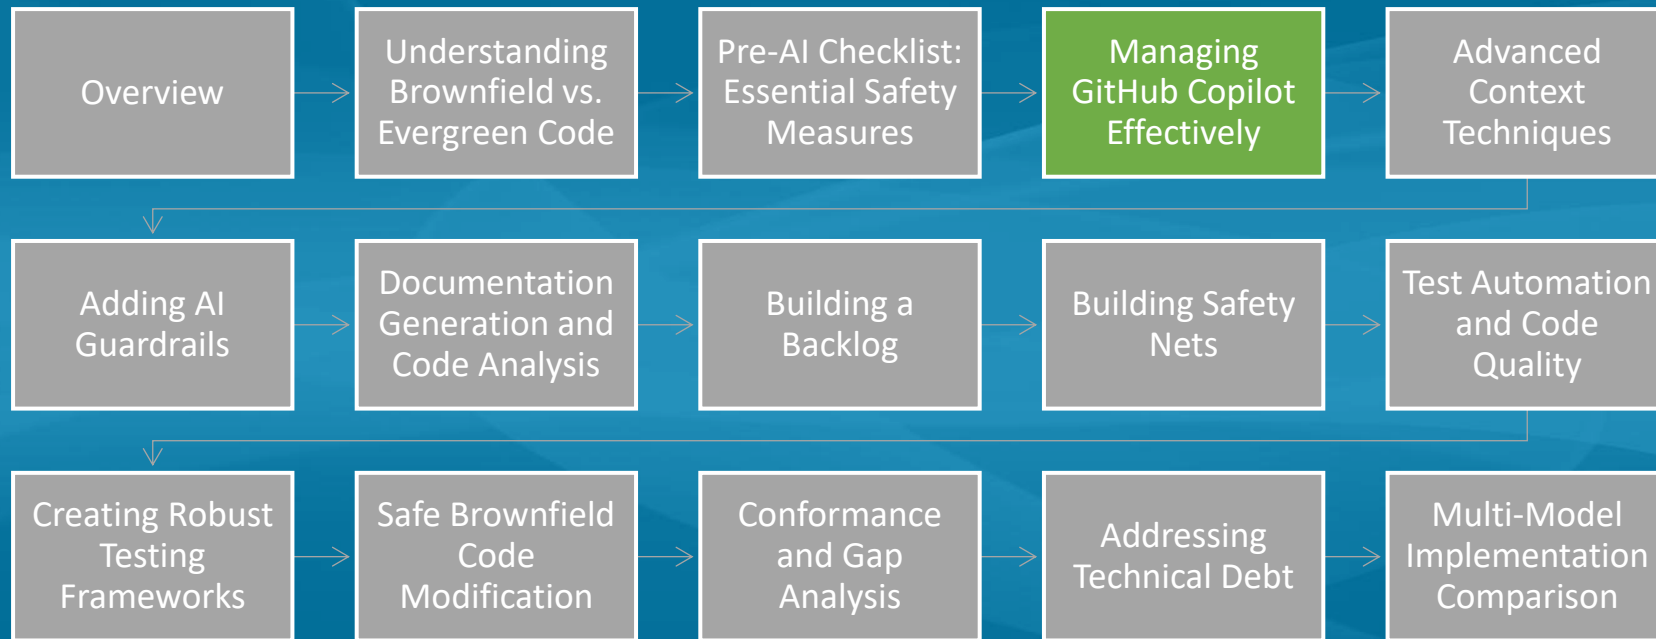 Overview
Understanding
Brownfield vs.
Evergreen Code
Pre-AI Checklist:
Essential Safety
Measures
Managing
GitHub Copilot
Effectively
Advanced
Context
Techniques
Adding AI
Guardrails
Documentation
Generation and
Code Analysis
Building a
Backlog
Building Safety
Nets
Test Automation
and Code
Quality
Creating Robust
Testing
Frameworks
Safe Brownfield
Code
Modification
Conformance
and Gap
Analysis
Addressing
Technical Debt
Multi-Model
Implementation
Comparison